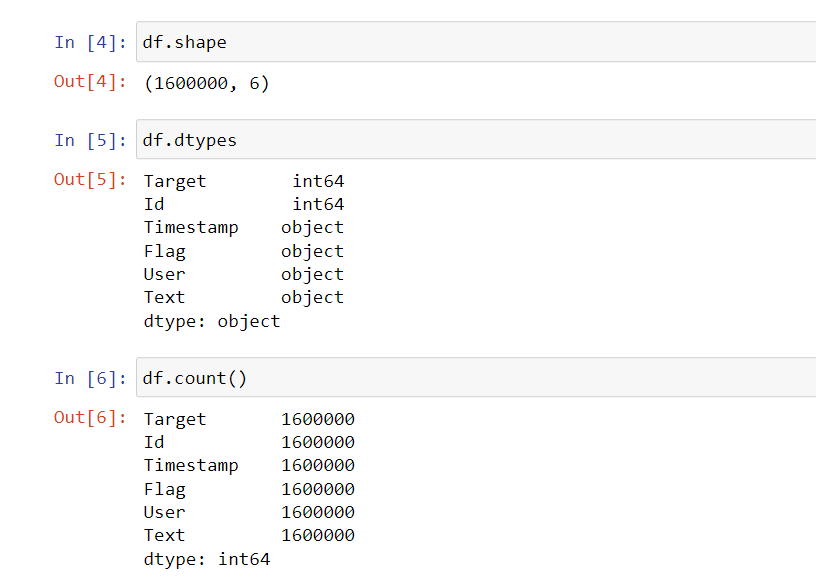 In [4]: df.shape
Out[4]: (1600000, 6)
In [5]: df.dtypes
Out[5]: Target        int64
Id            int64
Timestamp    object
Flag         object
User         object
Text         object
dtype: object
In [6]: df.count()
Out[6]: Target       1600000
Id           1600000
Timestamp    1600000
Flag         1600000
User         1600000
Text         1600000
dtype: int64